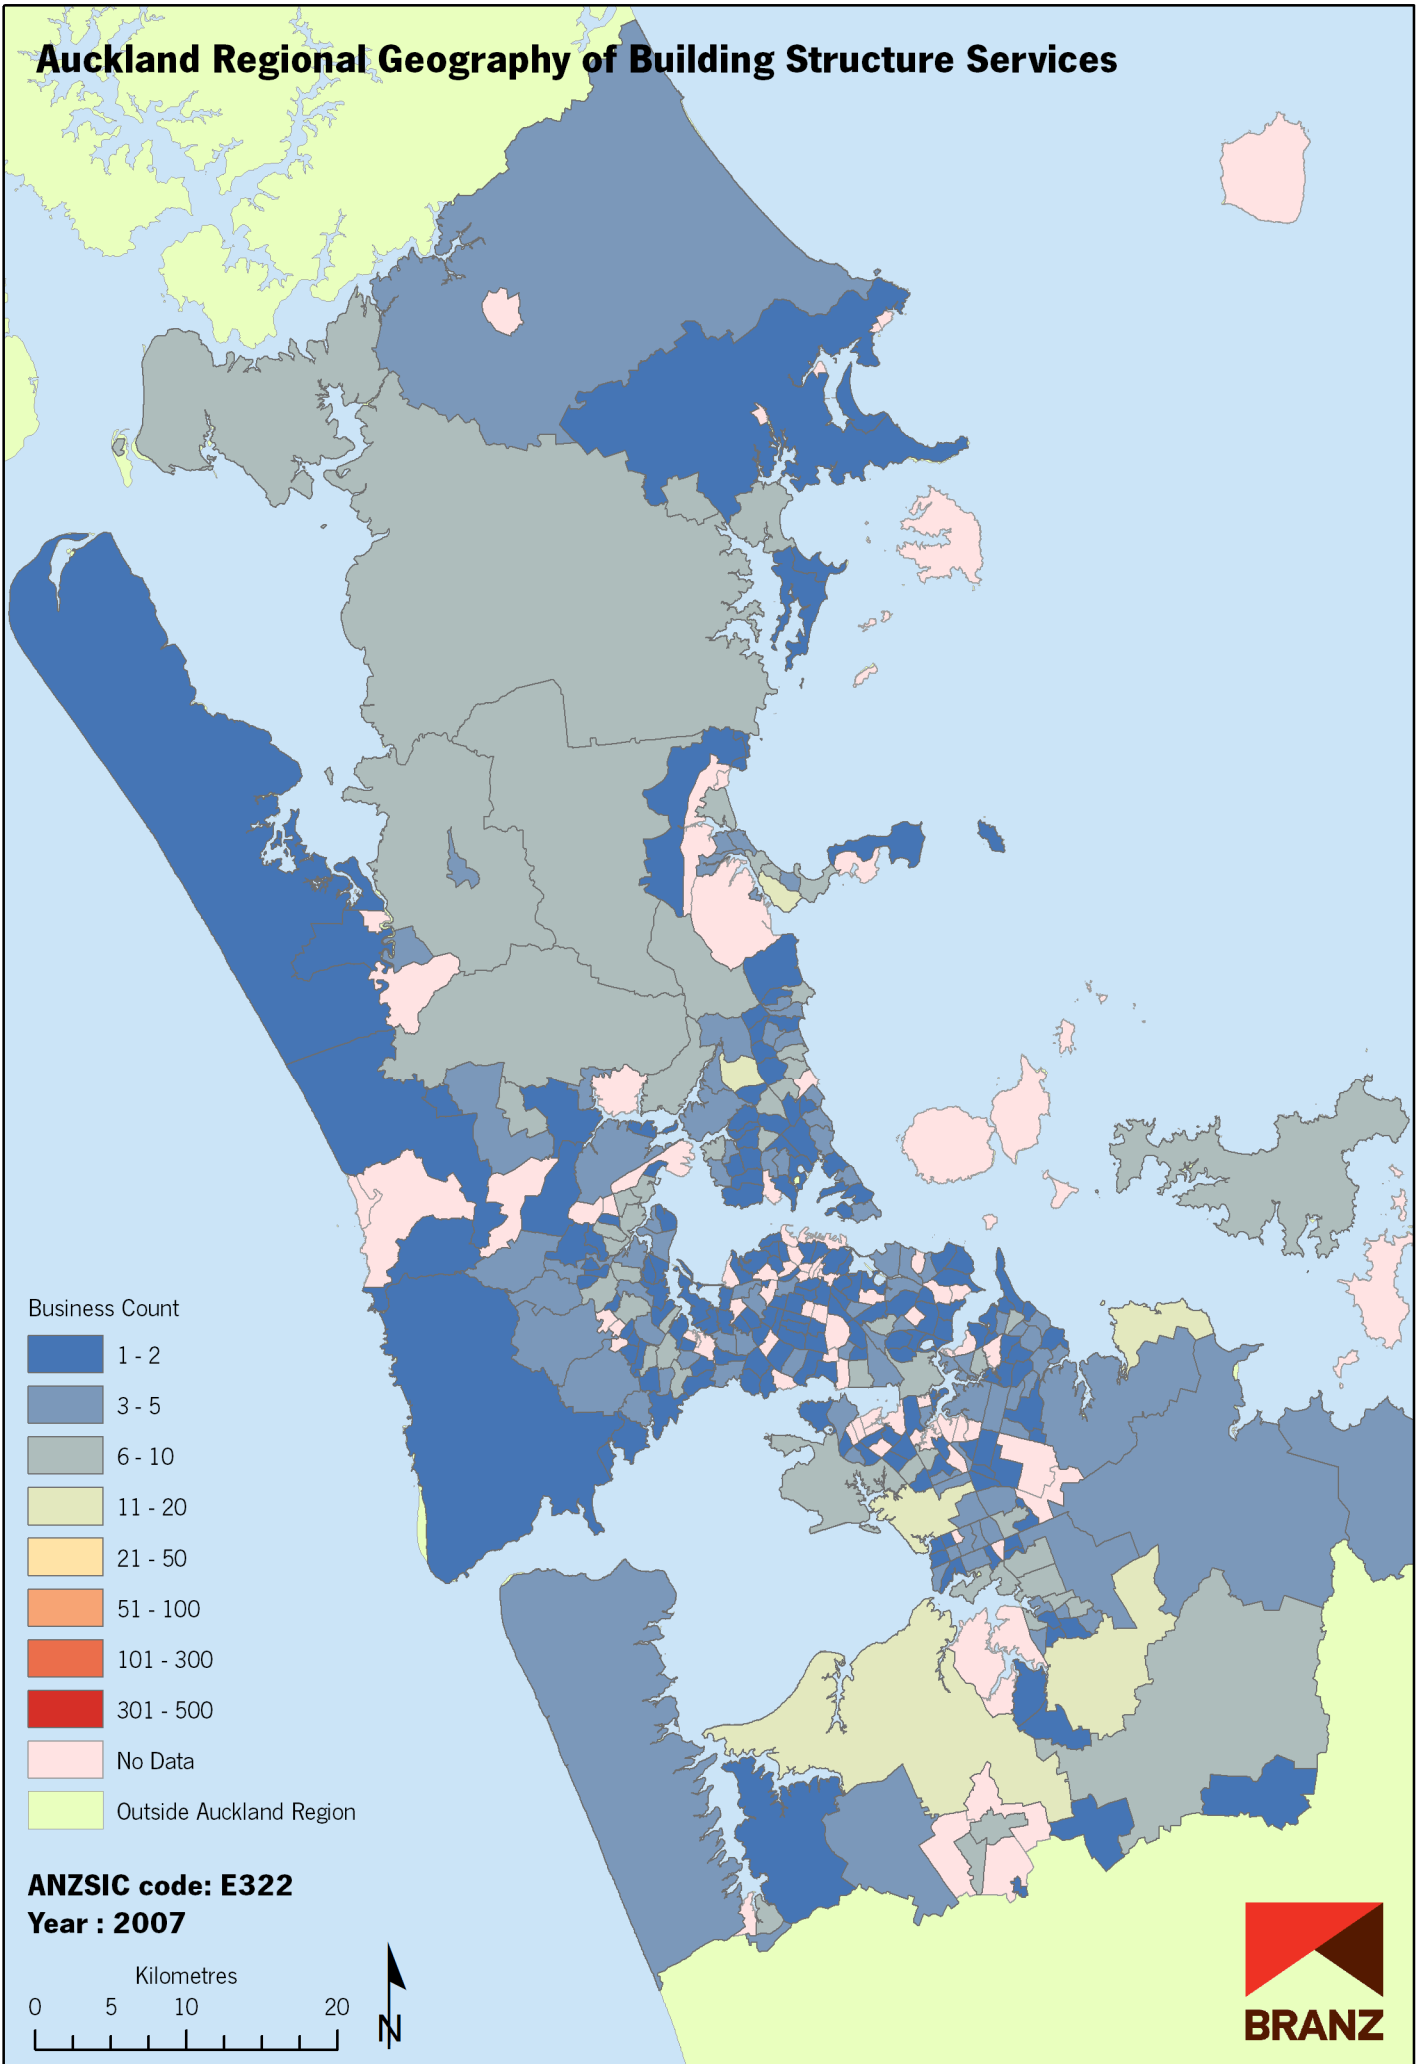 Auckland Regional Geography of Building Structure Services
Business Count
1 - 2
3 - 5
6 - 10
11 - 20
21 - 50
51 - 100
101 - 300
301 - 500
No Data
Outside Auckland Region
ANZSIC code: E322
Year : 2007
Kilometres
0 5 10 20
N
BRANZ